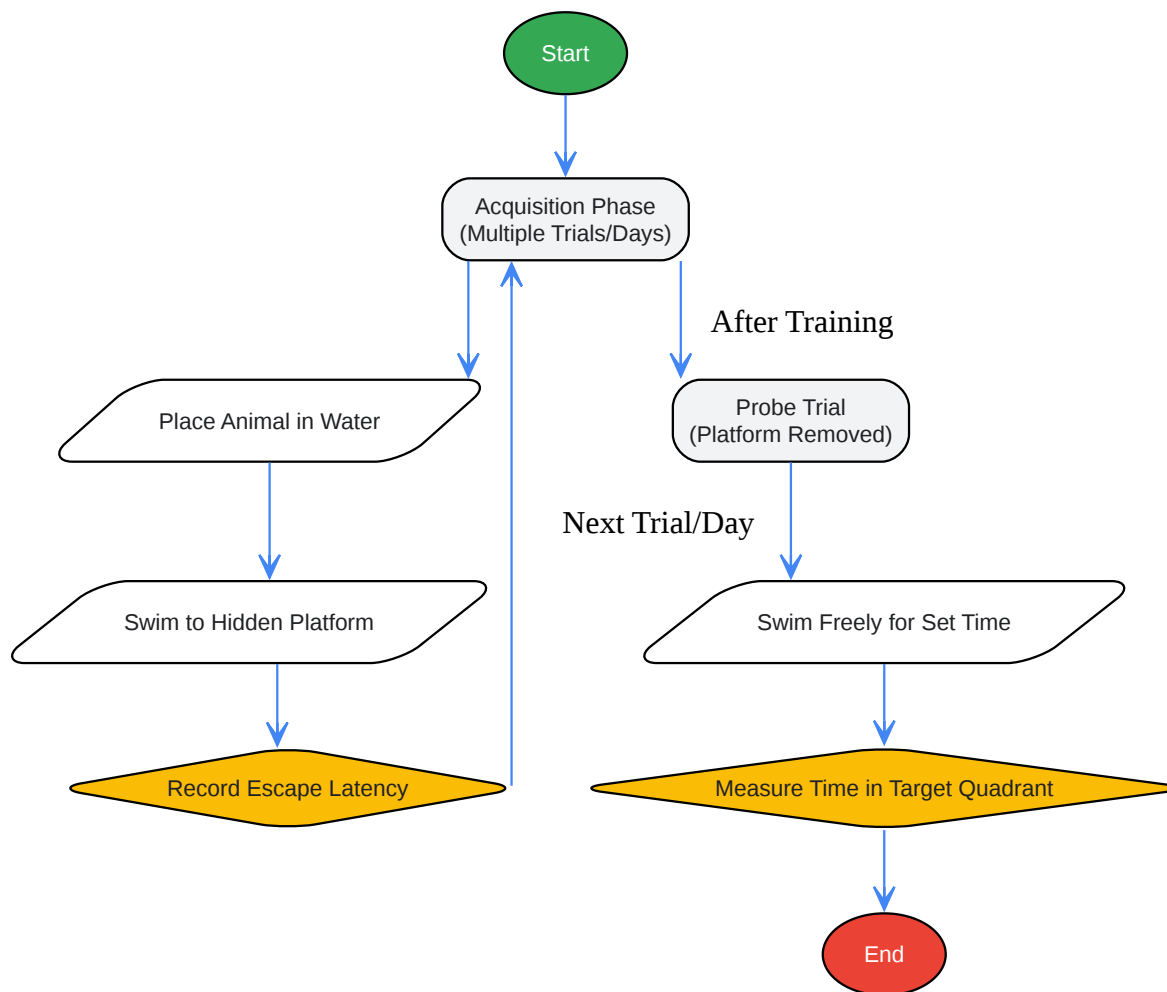 Start
Acquisition Phase
(Multiple Trials/Days)
After Training
Place Animal in Water
Probe Trial
(Platform Removed)
Next Trial/Day
Swim to Hidden Platform
Swim Freely for Set Time
Record Escape Latency
Measure Time in Target Quadrant
End